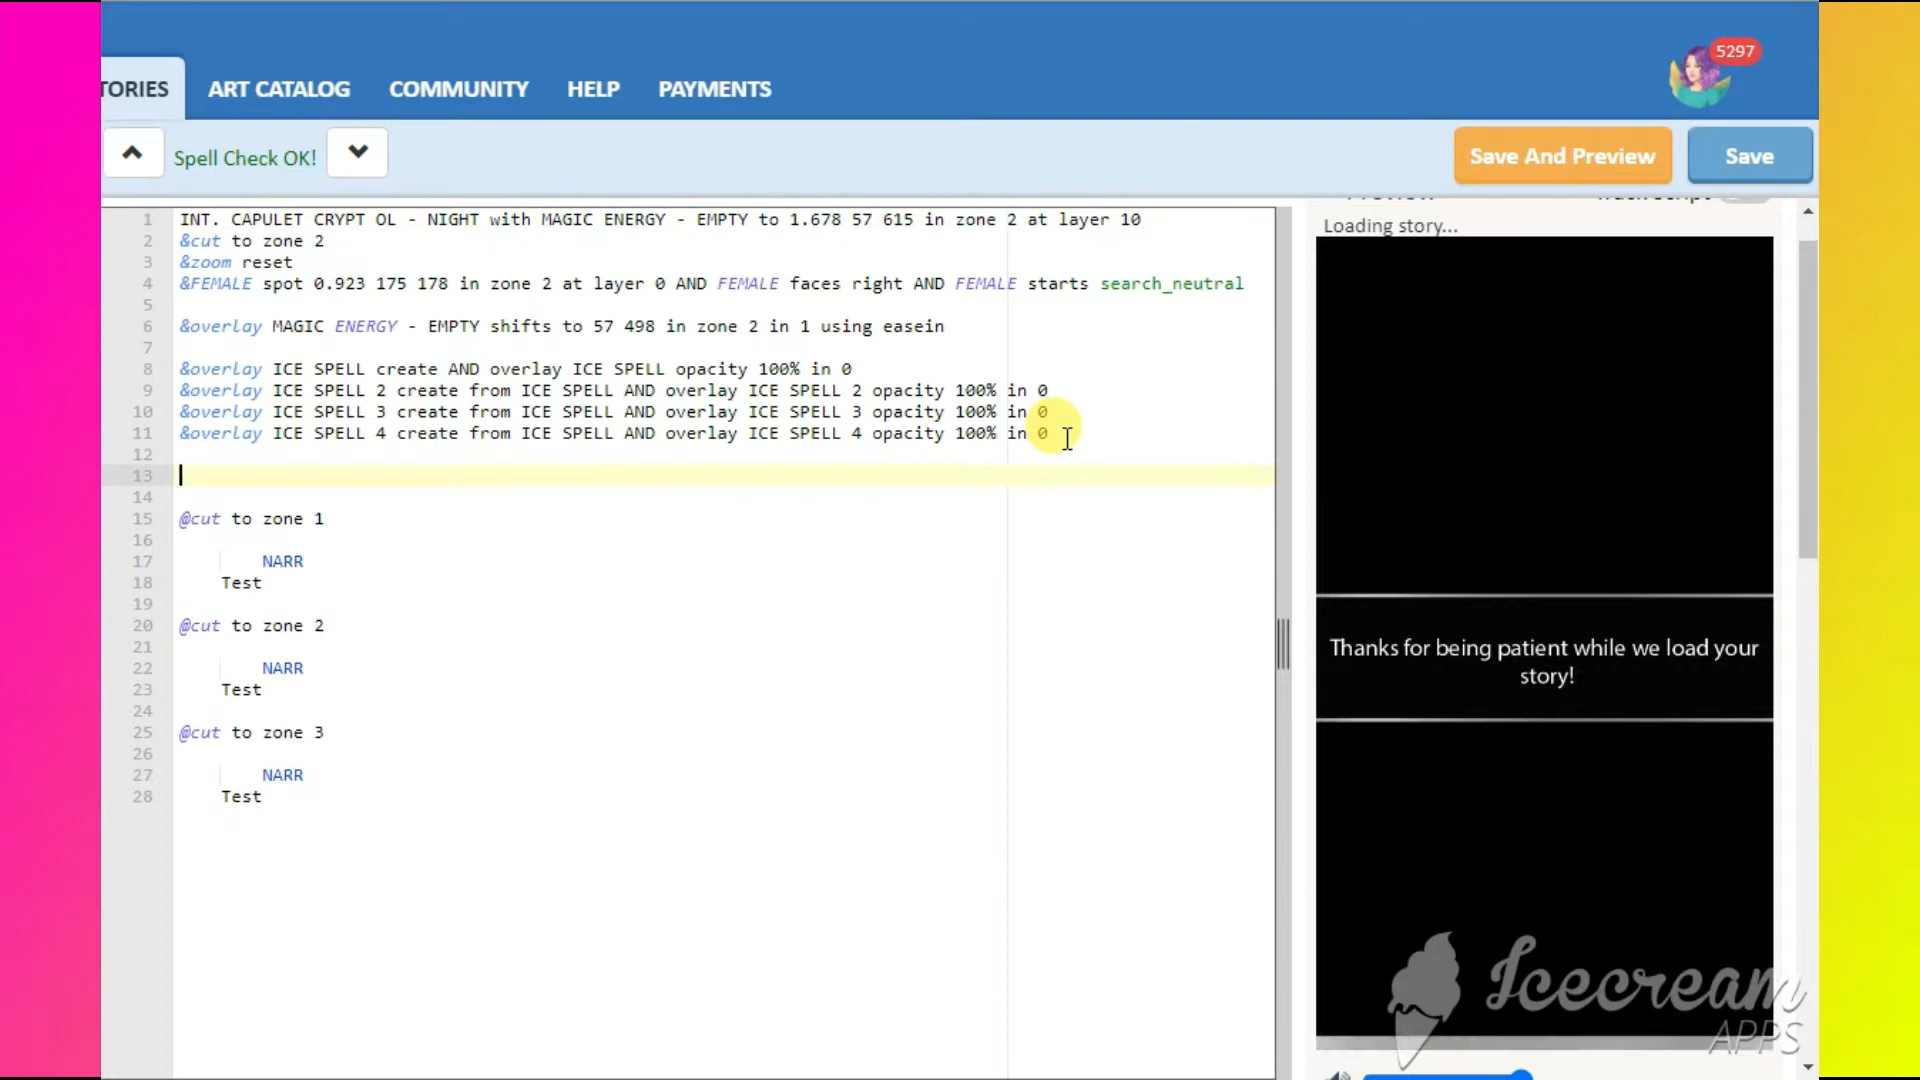 5297
TORIES ART CATALOG COMMUNITY HELP PAYMENTS
Spell Check OK!
Save And Preview Save
1 INT. CAPULET CRYPT OL - NIGHT with MAGIC ENERGY - EMPTY to 1.678 57 615 in zone 2 at layer 10
2 &cut to zone 2
3 &zoom reset
4 &FEMALE spot 0.923 175 178 in zone 2 at layer 0 AND FEMALE faces right AND FEMALE starts search_neutral
5
6 &overlay MAGIC ENERGY - EMPTY shifts to 57 498 in zone 2 in 1 using easein
7
8 &overlay ICE SPELL create AND overlay ICE SPELL opacity 100% in 0
9 &overlay ICE SPELL 2 create from ICE SPELL AND overlay ICE SPELL 2 opacity 100% in 0
10 &overlay ICE SPELL 3 create from ICE SPELL AND overlay ICE SPELL 3 opacity 100% in 0
11 &overlay ICE SPELL 4 create from ICE SPELL AND overlay ICE SPELL 4 opacity 100% in 0
12
13
14
15 @cut to zone 1
16
17 NARR
18 Test
19
20 @cut to zone 2
21
22 NARR
23 Test
24
25 @cut to zone 3
26
27 NARR
28 Test
Loading story...
Thanks for being patient while we load your
story!
Icecream
APPS